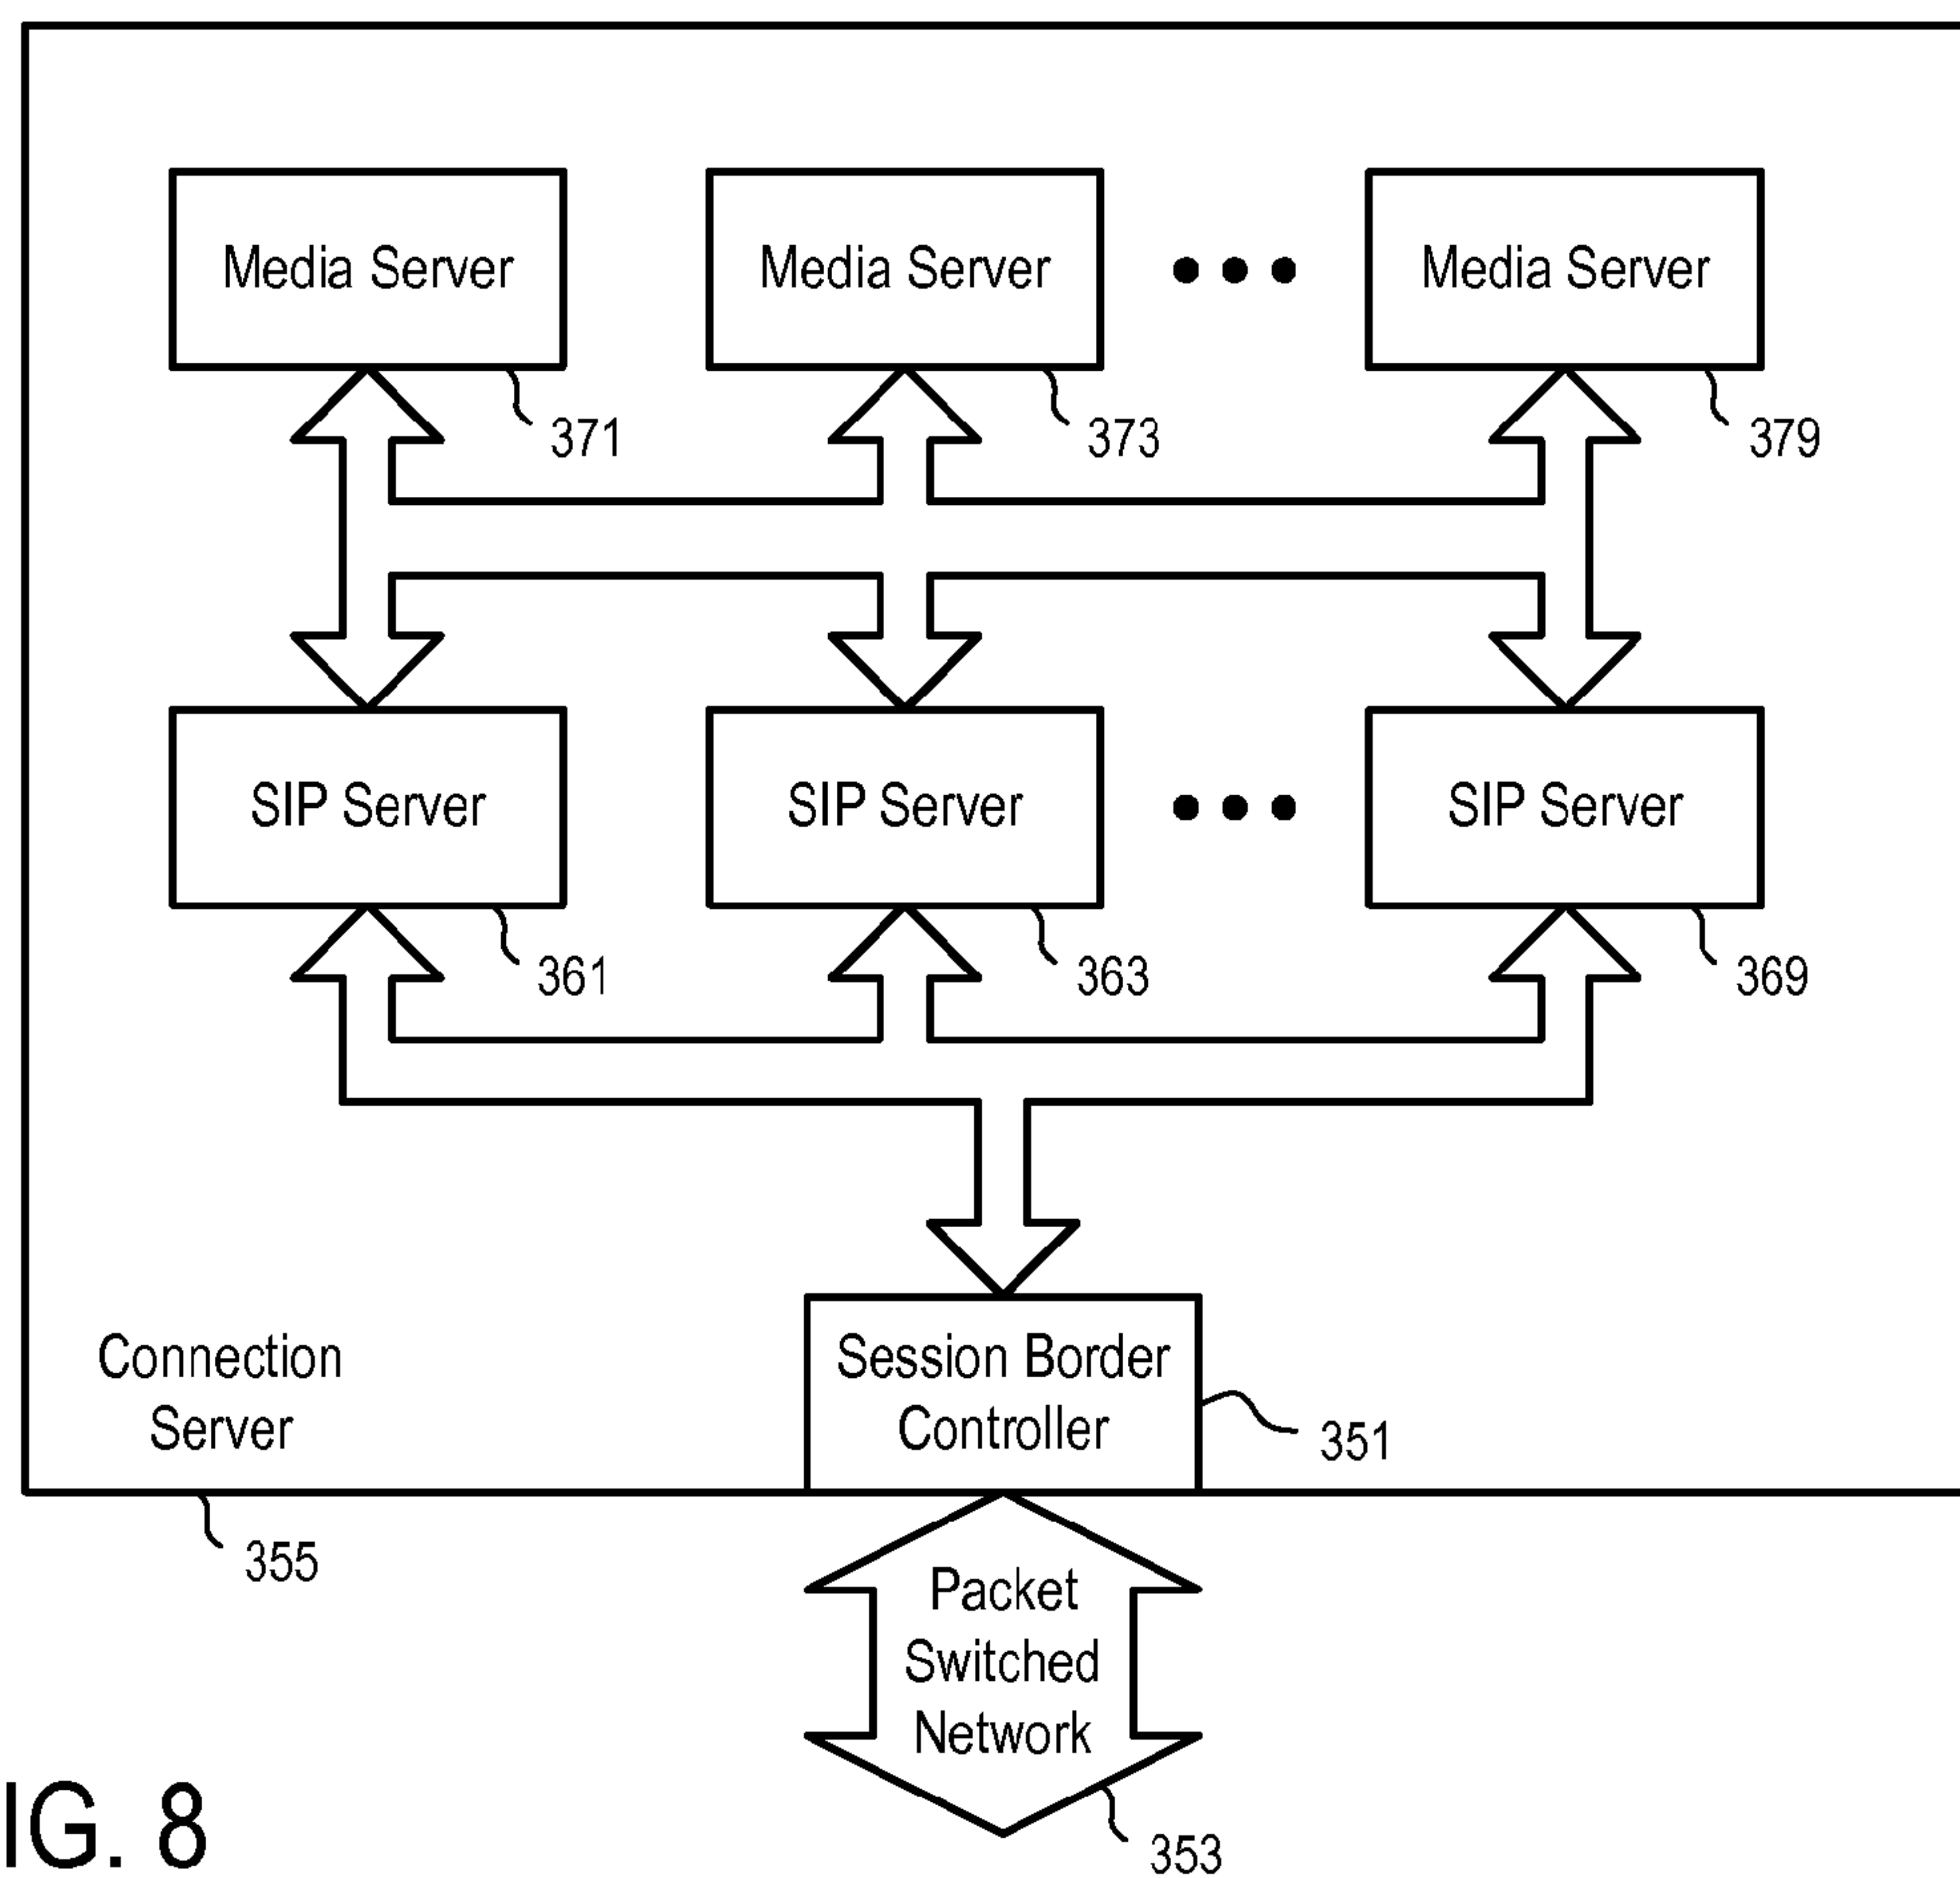 Media Server
Media Server
Media Server
371
373
379
SIP Server
SIP Server
SIP Server
361
363
369
Connection
Server
Session Border
Controller
351
355
Packet
Switched
Network
353
IG. 8